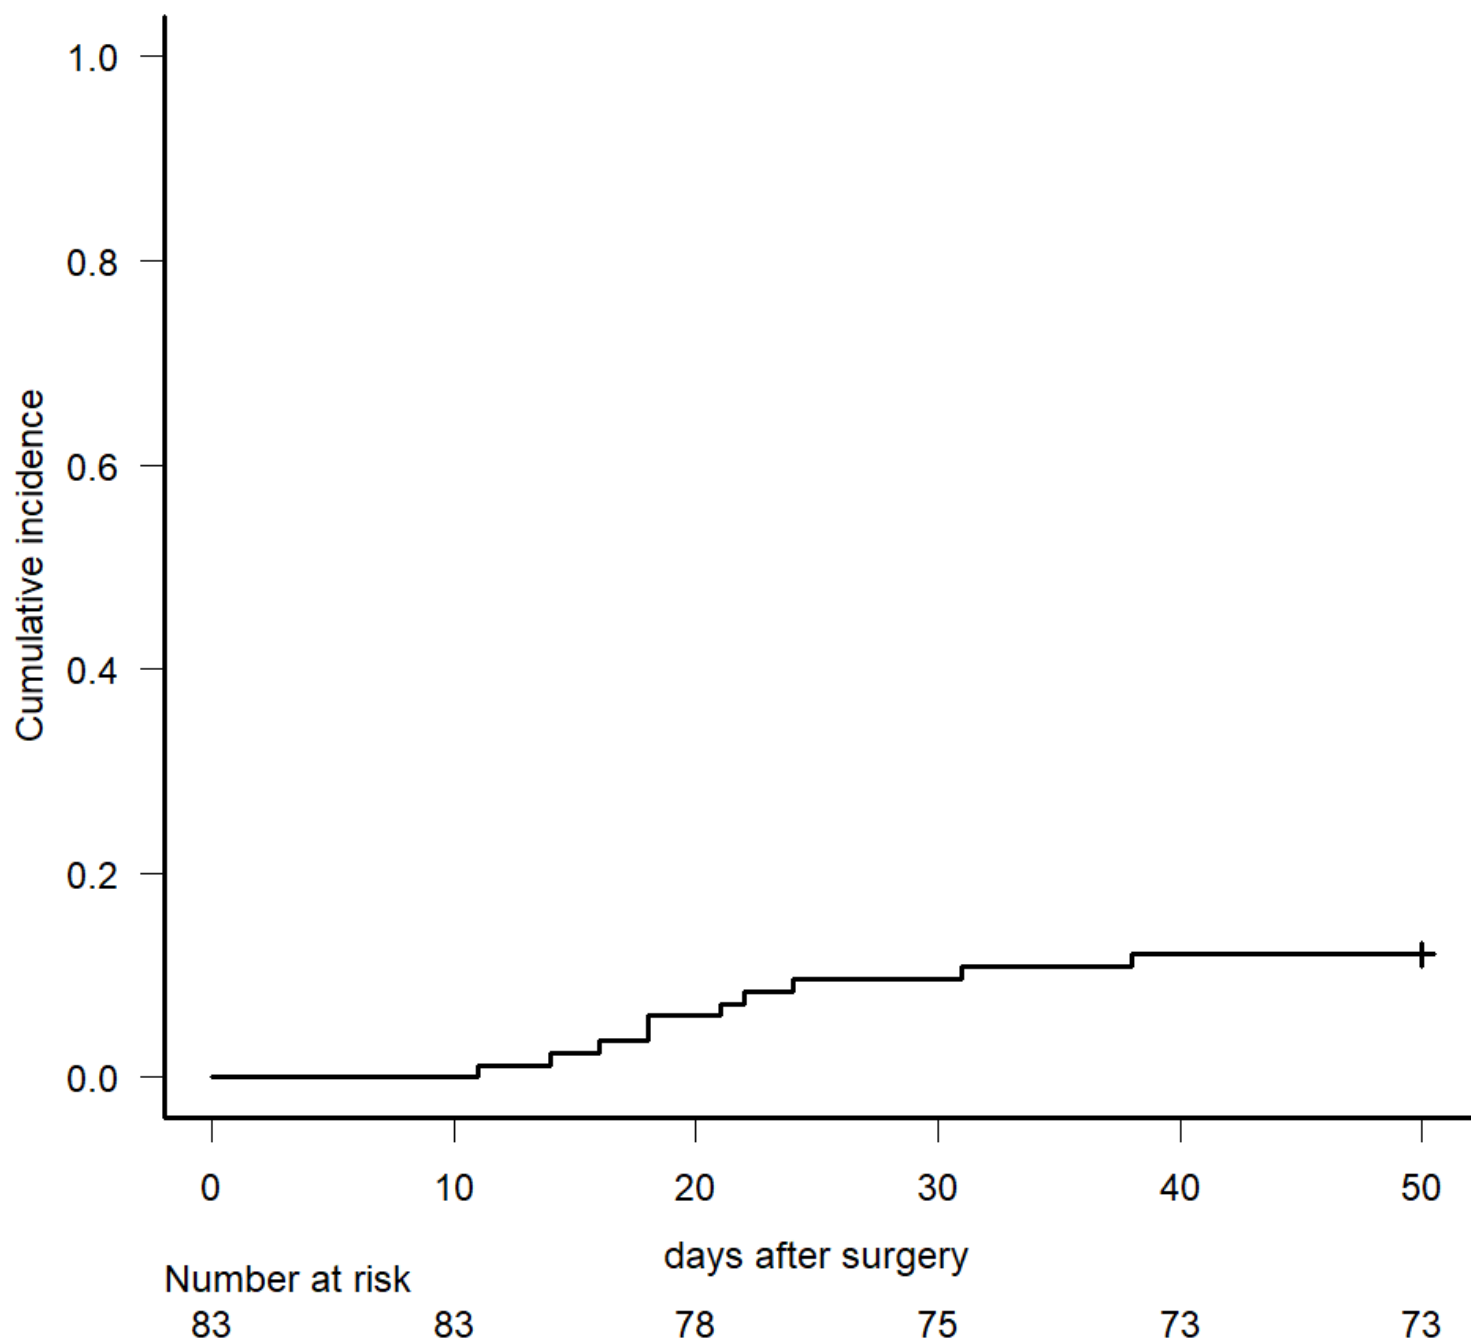 1.0
0.8
0.6
0.4
0.2
0.0
Cumulative incidence
0 10 20 30 40 50
days after surgery
Number at risk
83 83 78 75 73 73